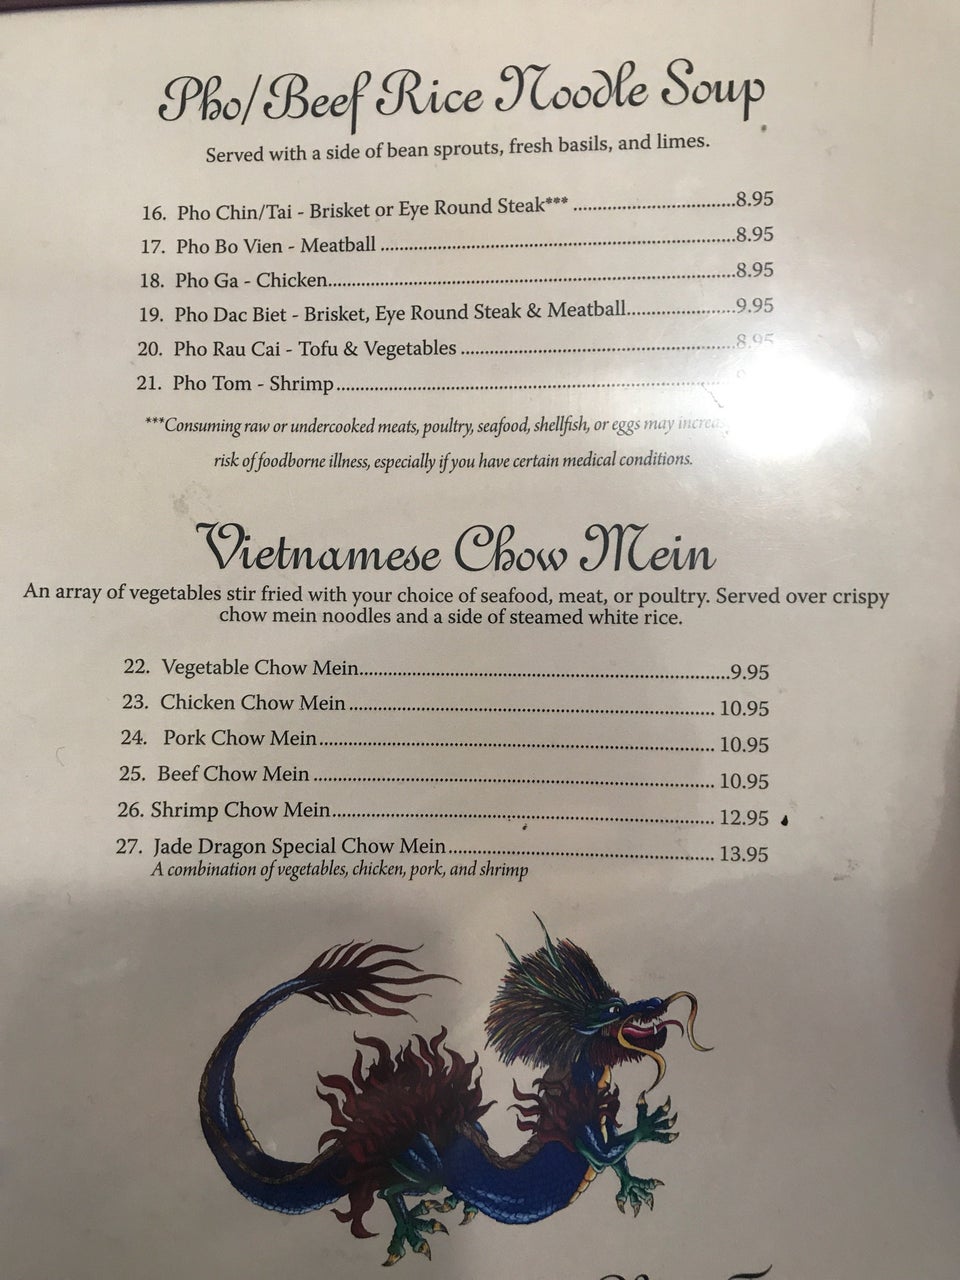 Pho/Beef Rice Noodle Soup
Served with a side of bean sprouts, fresh basils, and limes.
16. Pho Chin/Tai - Brisket or Eye Round Steak*** ..........8.95
17. Pho Bo Vien - Meatball ..........8.95
18. Pho Ga - Chicken..........8.95
19. Pho Dac Biet - Brisket, Eye Round Steak & Meatball..........9.95
20. Pho Rau Cai - Tofu & Vegetables ..........8.95
21. Pho Tom - Shrimp..........
***Consuming raw or undercooked meats, poultry, seafood, shellfish, or eggs may
risk of foodborne illness, especially if you have certain medical conditions.
Vietnamese Chow Mein
An array of vegetables stir fried with your choice of seafood, meat, or poultry. Served over crispy
chow mein noodles and a side of steamed white rice.
22. Vegetable Chow Mein..........9.95
23. Chicken Chow Mein .......... 10.95
24. Pork Chow Mein.......... 10.95
25. Beef Chow Mein .......... 10.95
26. Shrimp Chow Mein.......... 12.95
27. Jade Dragon Special Chow Mein.......... 13.95
A combination of vegetables, chicken, pork, and shrimp